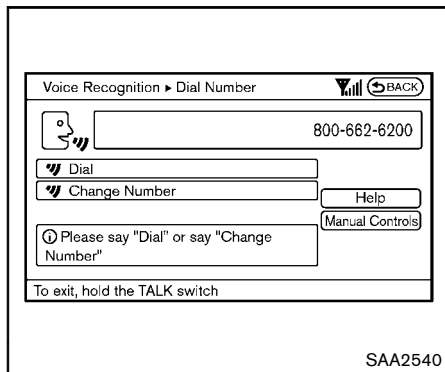 Voice Recognition ▸ Dial Number
BACK
800-662-6200
Dial
Change Number
Help
Manual Controls
Please say "Dial" or say "Change
Number"
To exit, hold the TALK switch
SAA2540